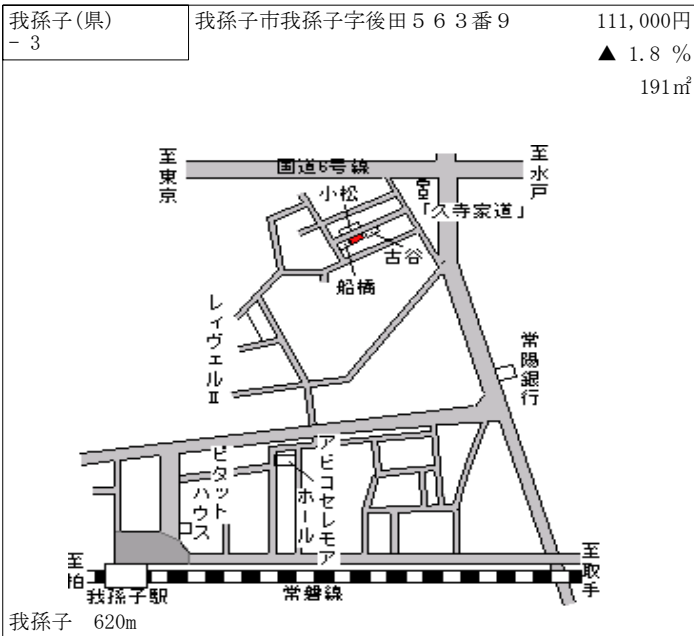 我孫子(県)
- 3
我孫子市我孫子字後田５６３番９
111,000円
▲ 1.8 %
191㎡
至東京
国道6号線
至水戸
小松
宮
「久寺家道」
古谷
船橋
レィヴェルⅡ
常陽銀行
ピタットハウス
アビコセレモアホール
至柏
我孫子駅
常磐線
至取手
我孫子　620m